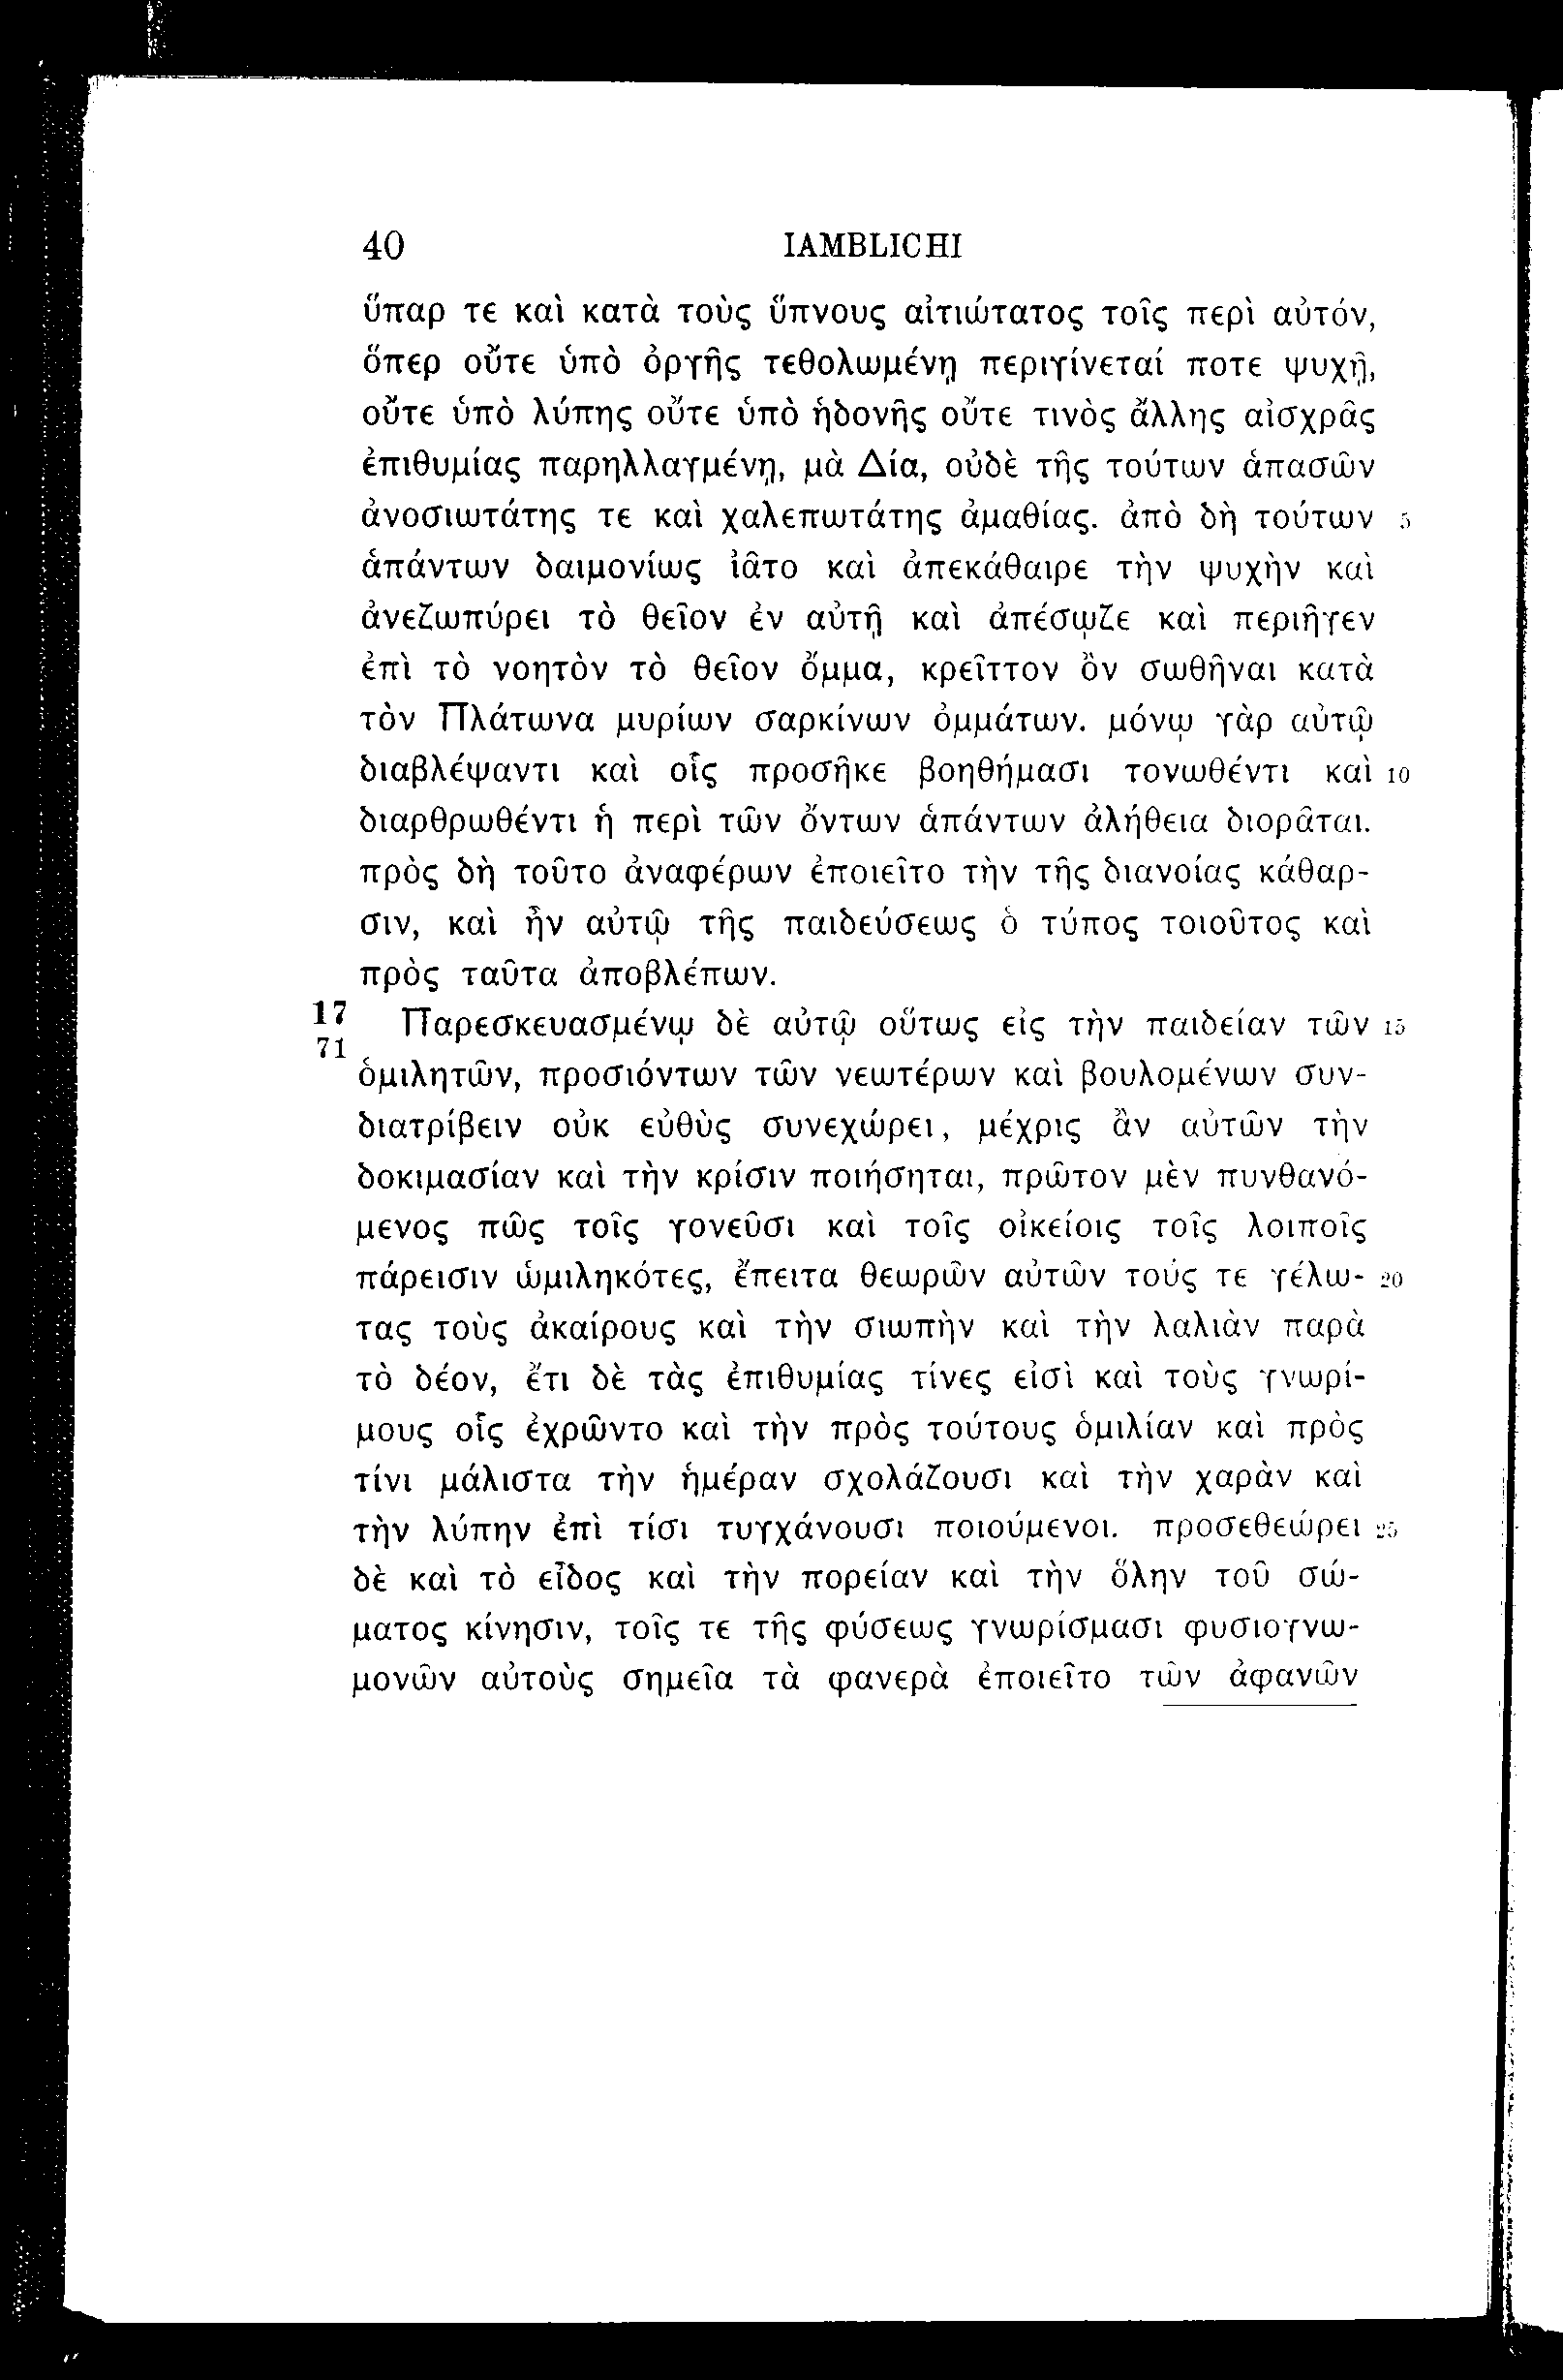 40 IAMBLICHI
ὕπαρ τε καὶ κατὰ τοὺς ὕπνους αἰτιώτατος τοῖς περὶ αὐτόν,
ὅπερ οὔτε ὑπὸ ὀργῆς τεθολωμένῃ περιγίνεταί ποτε ψυχῇ,
οὔτε ὑπὸ λύπης οὔτε ὑπὸ ἡδονῆς οὔτε τινὸς ἄλλης αἰσχρᾶς
ἐπιθυμίας παρηλλαγμένῃ, μὰ Δία, οὐδὲ τῆς τούτων ἁπασῶν
ἀνοσιωτάτης τε καὶ χαλεπωτάτης ἀμαθίας. ἀπὸ δὴ τούτων 5
ἁπάντων δαιμονίως ἰᾶτο καὶ ἀπεκάθαιρε τὴν ψυχὴν καὶ
ἀνεζωπύρει τὸ θεῖον ἐν αὐτῇ καὶ ἀπέσῳζε καὶ περιῆγεν
ἐπὶ τὸ νοητὸν τὸ θεῖον ὄμμα, κρεῖττον ὂν σωθῆναι κατὰ
τὸν Πλάτωνα μυρίων σαρκίνων ὀμμάτων. μόνῳ γὰρ αὐτῷ
διαβλέψαντι καὶ οἷς προσῆκε βοηθήμασι τονωθέντι καὶ 10
διαρθρωθέντι ἡ περὶ τῶν ὄντων ἁπάντων ἀλήθεια διορᾶται.
πρὸς δὴ τοῦτο ἀναφέρων ἐποιεῖτο τὴν τῆς διανοίας κάθαρ-
σιν, καὶ ἦν αὐτῷ τῆς παιδεύσεως ὁ τύπος τοιοῦτος καὶ
πρὸς ταῦτα ἀποβλέπων.
17 Παρεσκευασμένῳ δὲ αὐτῷ οὕτως εἰς τὴν παιδείαν τῶν 15
71 ὁμιλητῶν, προσιόντων τῶν νεωτέρων καὶ βουλομένων συν-
διατρίβειν οὐκ εὐθὺς συνεχώρει, μέχρις ἂν αὐτῶν τὴν
δοκιμασίαν καὶ τὴν κρίσιν ποιήσηται, πρῶτον μὲν πυνθανό-
μενος πῶς τοῖς γονεῦσι καὶ τοῖς οἰκείοις τοῖς λοιποῖς
πάρεισιν ὡμιληκότες, ἔπειτα θεωρῶν αὐτῶν τούς τε γέλω- 20
τας τοὺς ἀκαίρους καὶ τὴν σιωπὴν καὶ τὴν λαλιὰν παρὰ
τὸ δέον, ἔτι δὲ τὰς ἐπιθυμίας τίνες εἰσὶ καὶ τοὺς γνωρί-
μους οἷς ἐχρῶντο καὶ τὴν πρὸς τούτους ὁμιλίαν καὶ πρὸς
τίνι μάλιστα τὴν ἡμέραν σχολάζουσι καὶ τὴν χαρὰν καὶ
τὴν λύπην ἐπὶ τίσι τυγχάνουσι ποιούμενοι. προσεθεώρει 25
δὲ καὶ τὸ εἶδος καὶ τὴν πορείαν καὶ τὴν ὅλην τοῦ σώ-
ματος κίνησιν, τοῖς τε τῆς φύσεως γνωρίσμασι φυσιογνω-
μονῶν αὐτοὺς σημεῖα τὰ φανερὰ ἐποιεῖτο τῶν ἀφανῶν